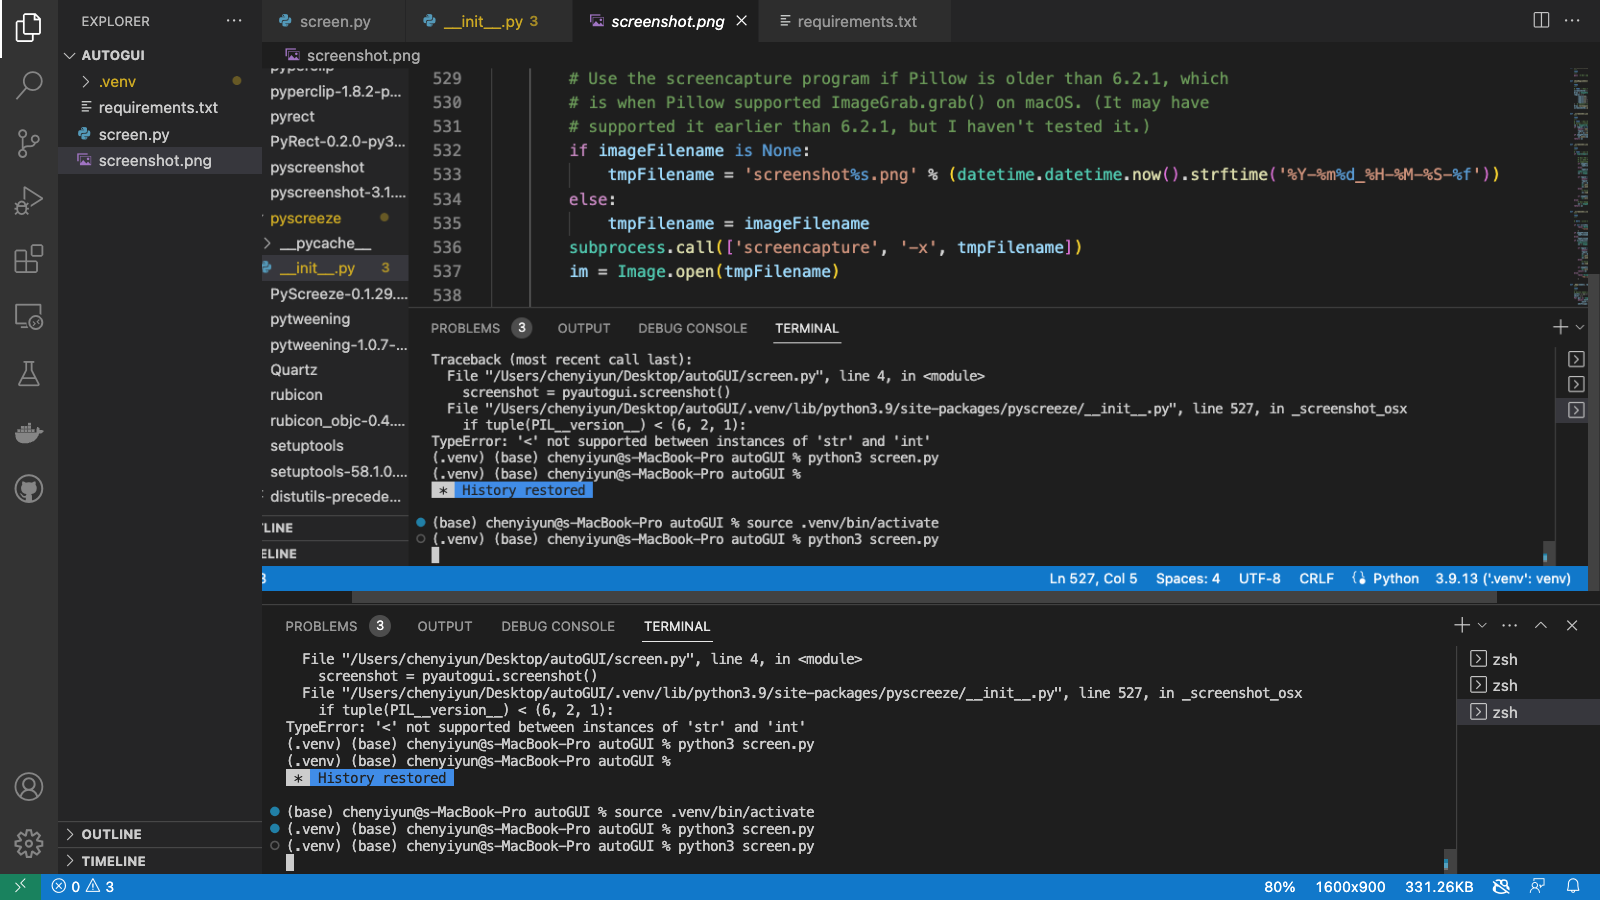 EXPLORER
screen.py
__init__.py 3
screenshot.png
requirements.txt
AUTOGUI
.venv
requirements.txt
screen.py
screenshot.png
screenshot.png
pyperclip
pyperclip-1.8.2-p...
pyrect
PyRect-0.2.0-py3...
pyscreenshot
pyscreenshot-3.1....
pyscreeze
__pycache__
__init__.py 3
PyScreeze-0.1.29....
pytweening
pytweening-1.0.7-...
Quartz
rubicon
rubicon_objc-0.4....
setuptools
setuptools-58.1.0....
distutils-precede...
TLINE
ELINE
529 # Use the screencapture program if Pillow is older than 6.2.1, which
530 # is when Pillow supported ImageGrab.grab() on macOS. (It may have
531 # supported it earlier than 6.2.1, but I haven't tested it.)
532 if imageFilename is None:
533 tmpFilename = 'screenshot%s.png' % (datetime.datetime.now().strftime('%Y-%m%d_%H-%M-%S-%f'))
534 else:
535 tmpFilename = imageFilename
536 subprocess.call(['screencapture', '-x', tmpFilename])
537 im = Image.open(tmpFilename)
538
PROBLEMS 3 OUTPUT DEBUG CONSOLE TERMINAL
Traceback (most recent call last):
File "/Users/chenyiyun/Desktop/autoGUI/screen.py", line 4, in <module>
screenshot = pyautogui.screenshot()
File "/Users/chenyiyun/Desktop/autoGUI/.venv/lib/python3.9/site-packages/pyscreeze/__init__.py", line 527, in _screenshot_osx
if tuple(PIL__version__) < (6, 2, 1):
TypeError: '<' not supported between instances of 'str' and 'int'
(.venv) (base) chenyiyun@s-MacBook-Pro autoGUI % python3 screen.py
(.venv) (base) chenyiyun@s-MacBook-Pro autoGUI %
* History restored
(base) chenyiyun@s-MacBook-Pro autoGUI % source .venv/bin/activate
(.venv) (base) chenyiyun@s-MacBook-Pro autoGUI % python3 screen.py
Ln 527, Col 5 Spaces: 4 UTF-8 CRLF Python 3.9.13 ('.venv': venv)
PROBLEMS 3 OUTPUT DEBUG CONSOLE TERMINAL
File "/Users/chenyiyun/Desktop/autoGUI/screen.py", line 4, in <module>
screenshot = pyautogui.screenshot()
File "/Users/chenyiyun/Desktop/autoGUI/.venv/lib/python3.9/site-packages/pyscreeze/__init__.py", line 527, in _screenshot_osx
if tuple(PIL__version__) < (6, 2, 1):
TypeError: '<' not supported between instances of 'str' and 'int'
(.venv) (base) chenyiyun@s-MacBook-Pro autoGUI % python3 screen.py
(.venv) (base) chenyiyun@s-MacBook-Pro autoGUI %
* History restored
(base) chenyiyun@s-MacBook-Pro autoGUI % source .venv/bin/activate
(.venv) (base) chenyiyun@s-MacBook-Pro autoGUI % python3 screen.py
(.venv) (base) chenyiyun@s-MacBook-Pro autoGUI % python3 screen.py
zsh
zsh
zsh
OUTLINE
TIMELINE
0 3
80% 1600x900 331.26KB